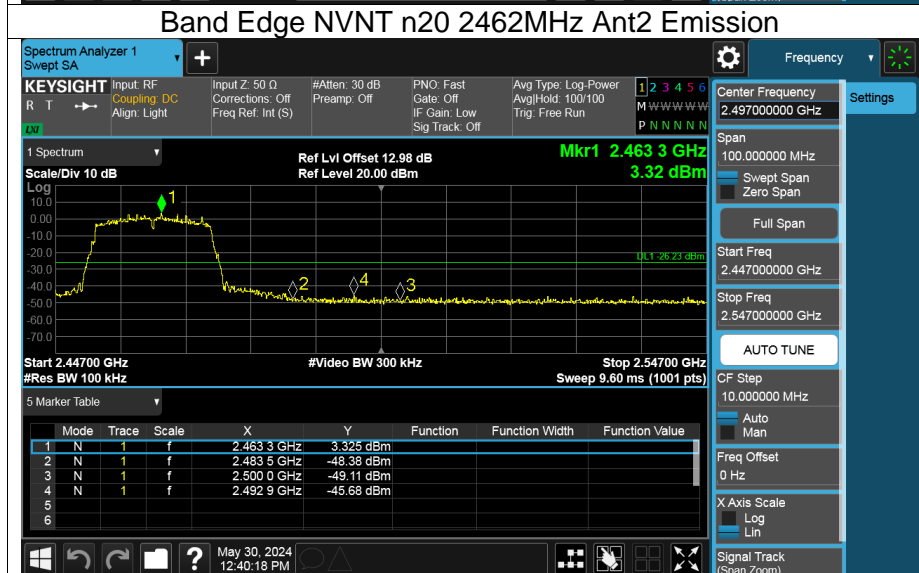 Band Edge NVNT n20 2462MHz Ant2 Emission
Spectrum Analyzer 1
Swept SA
+
Frequency
KEYSIGHT
R T
LXI
Input: RF
Coupling: DC
Align: Light
Input Z: 50 Ω
Corrections: Off
Freq Ref: Int (S)
#Atten: 30 dB
Preamp: Off
PNO: Fast
Gate: Off
IF Gain: Low
Sig Track: Off
Avg Type: Log-Power
Avg|Hold: 100/100
Trig: Free Run
1 2 3 4 5 6
M W W W W W
P N N N N N
Center Frequency
2.497000000 GHz
Settings
1 Spectrum
Scale/Div 10 dB
Ref Lvl Offset 12.98 dB
Ref Level 20.00 dBm
Mkr1 2.463 3 GHz
3.32 dBm
Span
100.000000 MHz
Swept Span
Zero Span
Full Span
Start Freq
2.447000000 GHz
Stop Freq
2.547000000 GHz
AUTO TUNE
Log
10.0
0.00
-10.0
-20.0
-30.0
-40.0
-50.0
-60.0
-70.0
1
2
4
3
DL1 -26.23 dBm
Start 2.44700 GHz
#Res BW 100 kHz
#Video BW 300 kHz
Stop 2.54700 GHz
Sweep 9.60 ms (1001 pts)
CF Step
10.000000 MHz
Auto
Man
Freq Offset
0 Hz
X Axis Scale
Log
Lin
Signal Track
(Span Zoom)
5 Marker Table
Mode Trace Scale X Y Function Function Width Function Value
1 N 1 f 2.463 3 GHz 3.325 dBm
2 N 1 f 2.483 5 GHz -48.38 dBm
3 N 1 f 2.500 0 GHz -49.11 dBm
4 N 1 f 2.492 9 GHz -45.68 dBm
5
6
?
May 30, 2024
12:40:18 PM